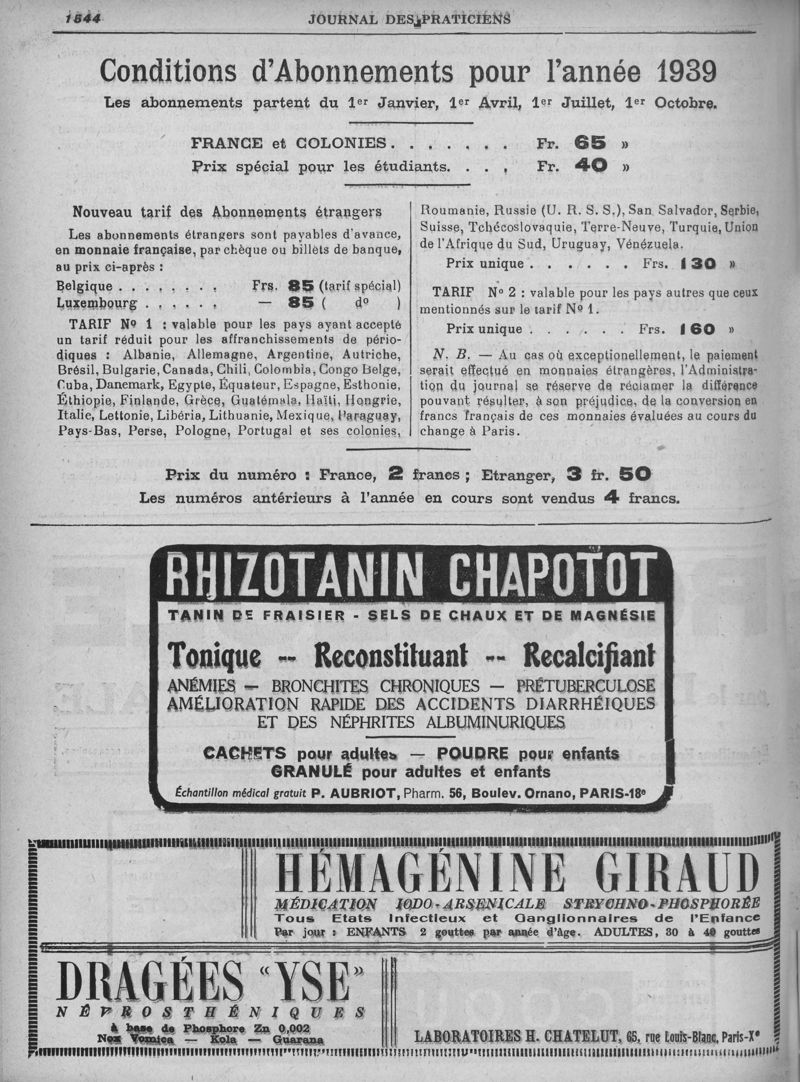 1544
JOURNAL DES PRATICIENS
Conditions d'Abonnements pour l'année 1939
Les abonnements partent du 1er Janvier, 1er Avril, 1er Juillet, 1er Octobre.
FRANCE et COLONIES . . . . . . . Fr. 65 »
Prix spécial pour les étudiants. . . . Fr. 40 »
Nouveau tarif des Abonnements étrangers
Les abonnements étrangers sont payables d'avance,
en monnaie française, par chèque ou billets de banque,
au prix ci-après :
Belgique . . . . . . . . Frs. 85 (tarif spécial)
Luxembourg . . . . . . — 85 ( do )
TARIF No 1 : valable pour les pays ayant accepté
un tarif réduit pour les affranchissements de pério-
diques : Albanie, Allemagne, Argentine, Autriche,
Brésil, Bulgarie, Canada, Chili, Colombia, Congo Belge,
Cuba, Danemark, Egypte, Équateur, Espagne, Esthonie,
Éthiopie, Finlande, Grèce, Guatémala, Haïti, Hongrie,
Italie, Lettonie, Libéria, Lithuanie, Mexique, Paraguay,
Pays-Bas, Perse, Pologne, Portugal et ses colonies,
Roumanie, Russie (U. R. S. S.), San Salvador, Serbie,
Suisse, Tchécoslovaquie, Terre-Neuve, Turquie, Union
de l'Afrique du Sud, Uruguay, Vénézuela.
Prix unique . . . . . . Frs. 130 »
TARIF No 2 : valable pour les pays autres que ceux
mentionnés sur le tarif No 1.
Prix unique . . . . . . Frs. 160 »
N. B. — Au cas où exceptionellement, le paiement
serait effectué en monnaies étrangères, l'Administra-
tion du journal se réserve de réclamer la différence
pouvant résulter, à son préjudice, de la conversion en
francs français de ces monnaies évaluées au cours du
change à Paris.
Prix du numéro : France, 2 francs ; Etranger, 3 fr. 50
Les numéros antérieurs à l'année en cours sont vendus 4 francs.
RHIZOTANIN CHAPOTOT
TANIN DE FRAISIER - SELS DE CHAUX ET DE MAGNÉSIE
Tonique -- Reconstituant -- Recalcifiant
ANÉMIES — BRONCHITES CHRONIQUES — PRÉTUBERCULOSE
AMÉLIORATION RAPIDE DES ACCIDENTS DIARRHÉIQUES
ET DES NÉPHRITES ALBUMINURIQUES
CACHETS pour adultes — POUDRE pour enfants
GRANULÉ pour adultes et enfants
Échantillon médical gratuit P. AUBRIOT, Pharm. 56, Boulev. Ornano, PARIS-18e
HÉMAGÉNINE GIRAUD
MÉDICATION IODO-ARSENICALE STRYCHNO-PHOSPHORÉE
Tous Etats Infectieux et Ganglionnaires de l'Enfance
Par jour : ENFANTS 2 gouttes par année d'âge. ADULTES, 30 à 40 gouttes
DRAGÉES "YSE"
NÉVROSTHÉNIQUES
à base de Phosphore Zn 0,002
Nox Vomica — Kola — Guarana
LABORATOIRES H. CHATELUT, 65, rue Louis-Blanc, Paris-Xe